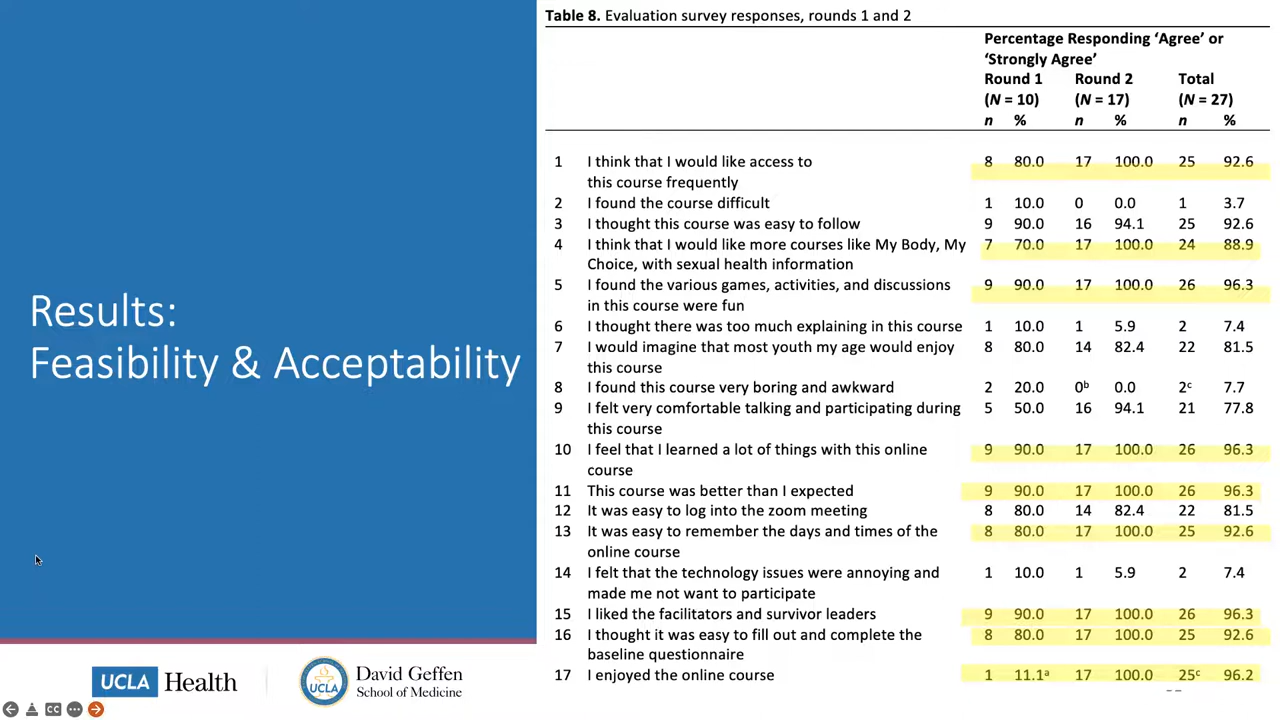 Table 8. Evaluation survey responses, rounds 1 and 2
Percentage Responding ‘Agree’ or
‘Strongly Agree’
Round 1 Round 2 Total
(N = 10) (N = 17) (N = 27)
n % n % n %
1 I think that I would like access to 8 80.0 17 100.0 25 92.6
this course frequently
2 I found the course difficult 1 10.0 0 0.0 1 3.7
3 I thought this course was easy to follow 9 90.0 16 94.1 25 92.6
4 I think that I would like more courses like My Body, My 7 70.0 17 100.0 24 88.9
Choice, with sexual health information
5 I found the various games, activities, and discussions 9 90.0 17 100.0 26 96.3
in this course were fun
6 I thought there was too much explaining in this course 1 10.0 1 5.9 2 7.4
7 I would imagine that most youth my age would enjoy 8 80.0 14 82.4 22 81.5
this course
8 I found this course very boring and awkward 2 20.0 0ᵇ 0.0 2ᶜ 7.7
9 I felt very comfortable talking and participating during 5 50.0 16 94.1 21 77.8
this course
10 I feel that I learned a lot of things with this online 9 90.0 17 100.0 26 96.3
course
11 This course was better than I expected 9 90.0 17 100.0 26 96.3
12 It was easy to log into the zoom meeting 8 80.0 14 82.4 22 81.5
13 It was easy to remember the days and times of the 8 80.0 17 100.0 25 92.6
online course
14 I felt that the technology issues were annoying and 1 10.0 1 5.9 2 7.4
made me not want to participate
15 I liked the facilitators and survivor leaders 9 90.0 17 100.0 26 96.3
16 I thought it was easy to fill out and complete the 8 80.0 17 100.0 25 92.6
baseline questionnaire
17 I enjoyed the online course 1 11.1ᵃ 17 100.0 25ᶜ 96.2
Results:
Feasibility & Acceptability
UCLA Health
UCLA
David Geffen
School of Medicine
CC